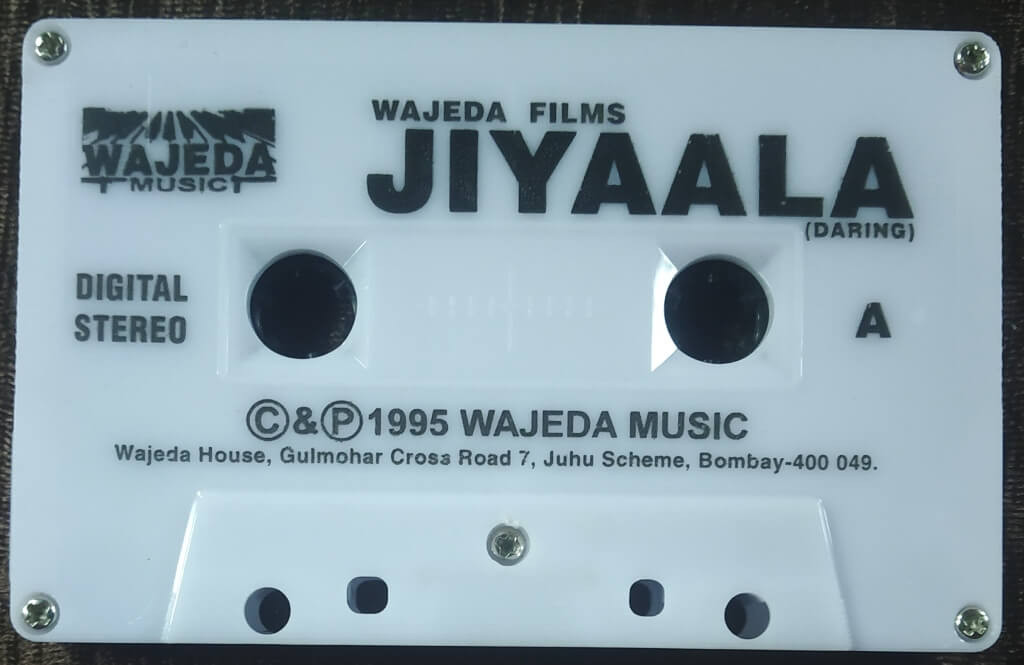 WAJEDA
MUSIC
WAJEDA FILMS
JIYAALA
(DARING)
DIGITAL
STEREO
A
©&℗1995 WAJEDA MUSIC
Wajeda House, Gulmohar Cross Road 7, Juhu Scheme, Bombay-400 049.